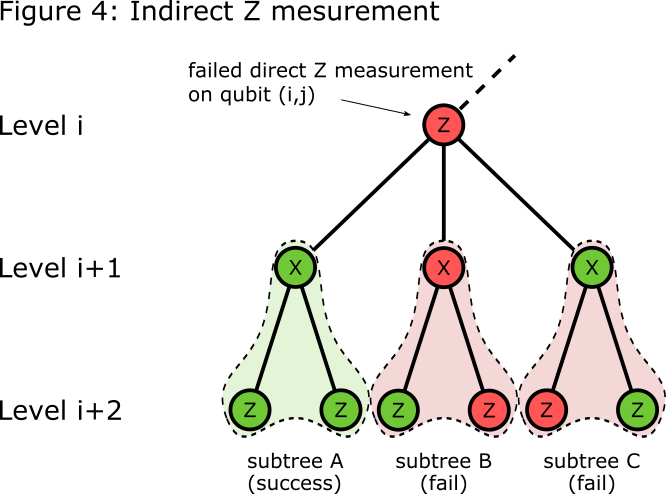 Figure 4: Indirect Z mesurement
failed direct Z measurement
on qubit (i,j)
Level i
Z
Level i+1
X
X
X
Level i+2
Z
Z
Z
Z
Z
Z
subtree A
(success)
subtree B
(fail)
subtree C
(fail)